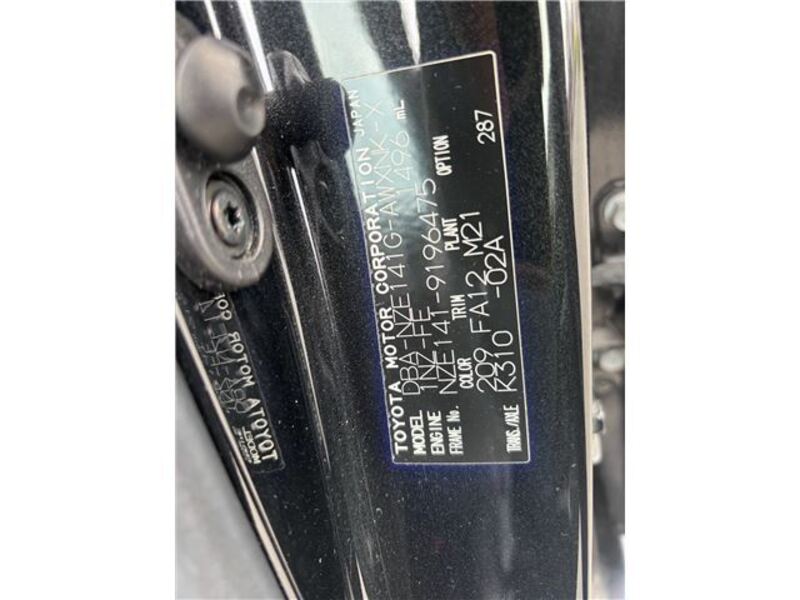 TOYOTA MOTOR CORPORATION JAPAN
MODEL DBA-NZE141G-AWXNK-X
ENGINE 1NZ-FE 1496 mL
FRAME No. NZE141-9196475
COLOR TRIM PLANT OPTION
209 FA12 M21 287
TRANS./AXLE K310 -02A